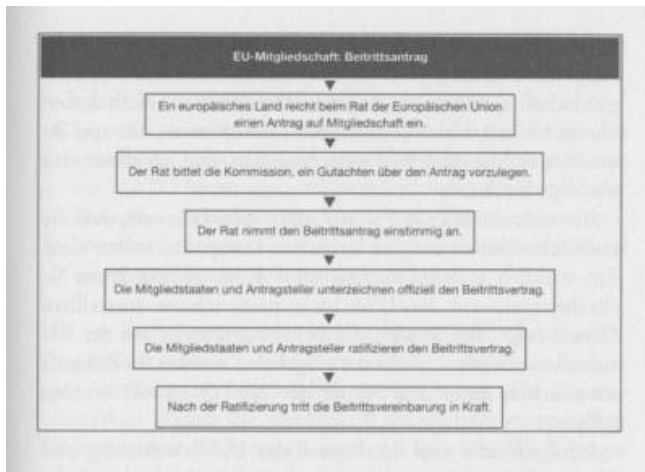 EU-Mitgliedschaft: Beitrittsantrag
Ein europäisches Land reicht beim Rat der Europäischen Union
einen Antrag auf Mitgliedschaft ein.
Der Rat bittet die Kommission, ein Gutachten über den Antrag vorzulegen.
Der Rat nimmt den Beitrittsantrag einstimmig an.
Die Mitgliedstaaten und Antragsteller unterzeichnen offiziell den Beitrittsvertrag.
Die Mitgliedstaaten und Antragsteller ratifizieren den Beitrittsvertrag.
Nach der Ratifizierung tritt die Beitrittsvereinbarung in Kraft.